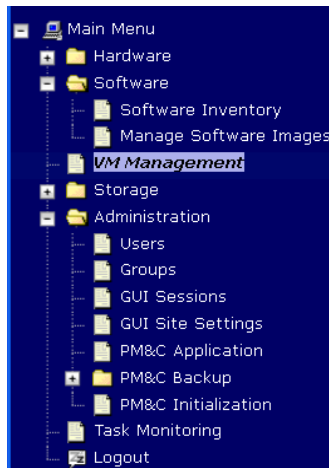 Main Menu
Hardware
Software
Software Inventory
Manage Software Images
VM Management
Storage
Administration
Users
Groups
GUI Sessions
GUI Site Settings
PM&C Application
PM&C Backup
PM&C Initialization
Task Monitoring
Logout